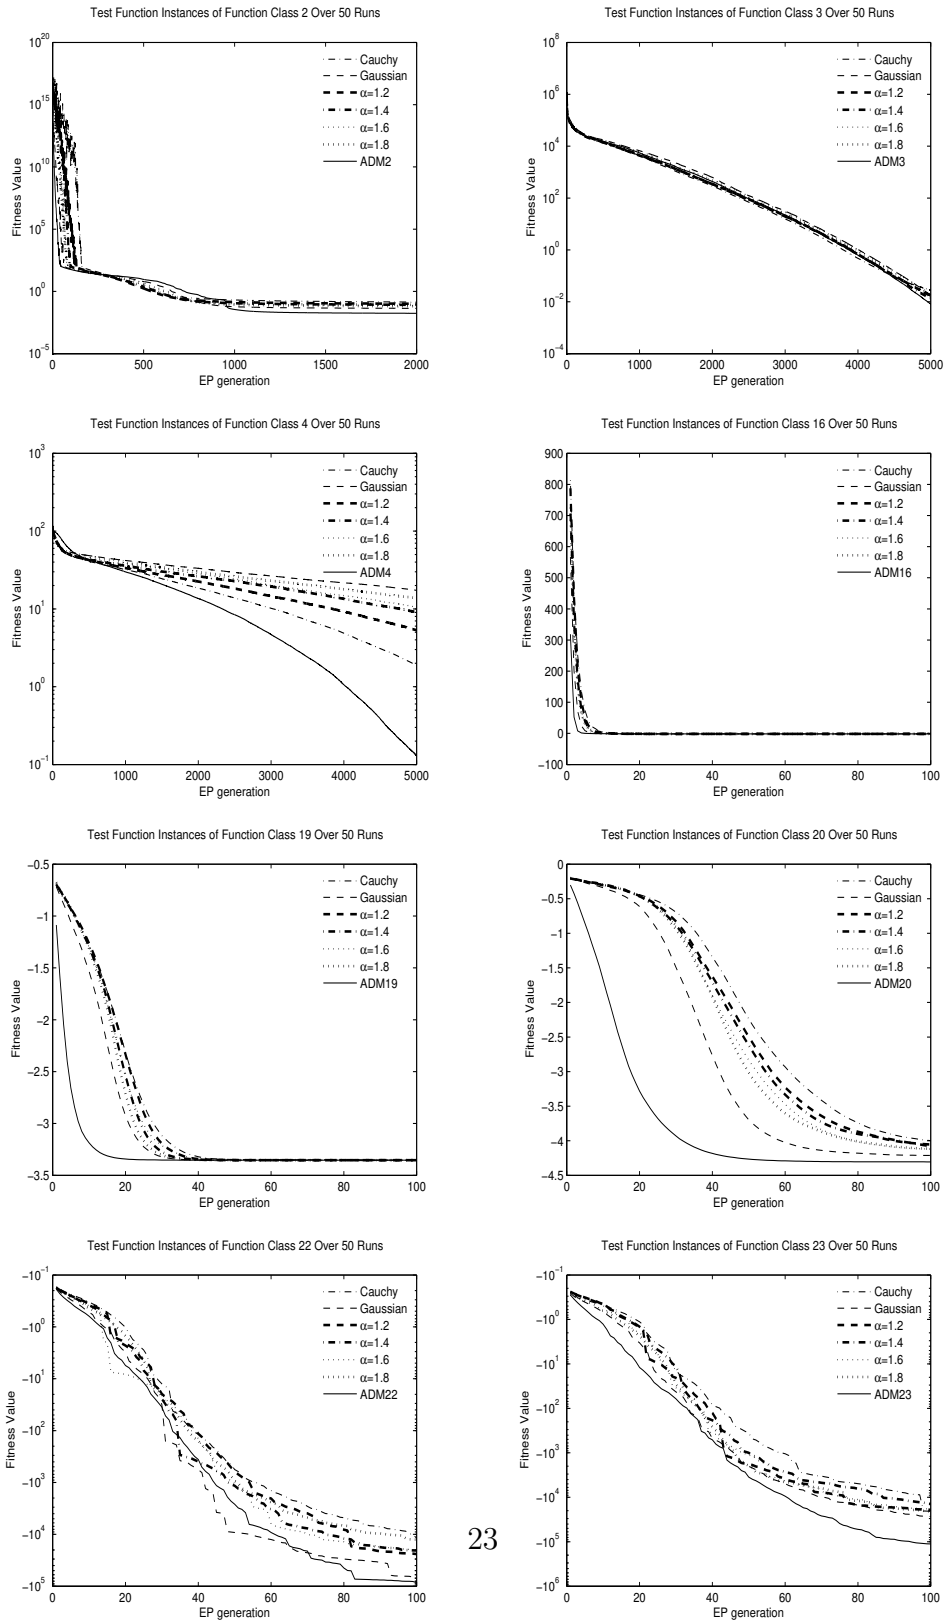 Test Function Instances of Function Class 2 Over 50 Runs
10^20
10^15
10^10
10^5
10^0
10^-5
Fitness Value
0 500 1000 1500 2000
EP generation
Cauchy
Gaussian
α=1.2
α=1.4
α=1.6
α=1.8
ADM2
Test Function Instances of Function Class 3 Over 50 Runs
10^8
10^6
10^4
10^2
10^0
10^-2
10^-4
Fitness Value
0 1000 2000 3000 4000 5000
EP generation
Cauchy
Gaussian
α=1.2
α=1.4
α=1.6
α=1.8
ADM3
Test Function Instances of Function Class 4 Over 50 Runs
10^3
10^2
10^1
10^0
10^-1
Fitness Value
0 1000 2000 3000 4000 5000
EP generation
Cauchy
Gaussian
α=1.2
α=1.4
α=1.6
α=1.8
ADM4
Test Function Instances of Function Class 16 Over 50 Runs
900
800
700
600
500
400
300
200
100
0
−100
Fitness Value
0 20 40 60 80 100
EP generation
Cauchy
Gaussian
α=1.2
α=1.4
α=1.6
α=1.8
ADM16
Test Function Instances of Function Class 19 Over 50 Runs
−0.5
−1
−1.5
−2
−2.5
−3
−3.5
Fitness Value
0 20 40 60 80 100
EP generation
Cauchy
Gaussian
α=1.2
α=1.4
α=1.6
α=1.8
ADM19
Test Function Instances of Function Class 20 Over 50 Runs
0
−0.5
−1
−1.5
−2
−2.5
−3
−3.5
−4
−4.5
Fitness Value
0 20 40 60 80 100
EP generation
Cauchy
Gaussian
α=1.2
α=1.4
α=1.6
α=1.8
ADM20
Test Function Instances of Function Class 22 Over 50 Runs
−10^-1
−10^0
−10^1
−10^2
−10^3
−10^4
−10^5
Fitness Value
0 20 40 60 80 100
EP generation
Cauchy
Gaussian
α=1.2
α=1.4
α=1.6
α=1.8
ADM22
Test Function Instances of Function Class 23 Over 50 Runs
−10^-1
−10^0
−10^1
−10^2
−10^3
−10^4
−10^5
−10^6
Fitness Value
0 20 40 60 80 100
EP generation
Cauchy
Gaussian
α=1.2
α=1.4
α=1.6
α=1.8
ADM23
23